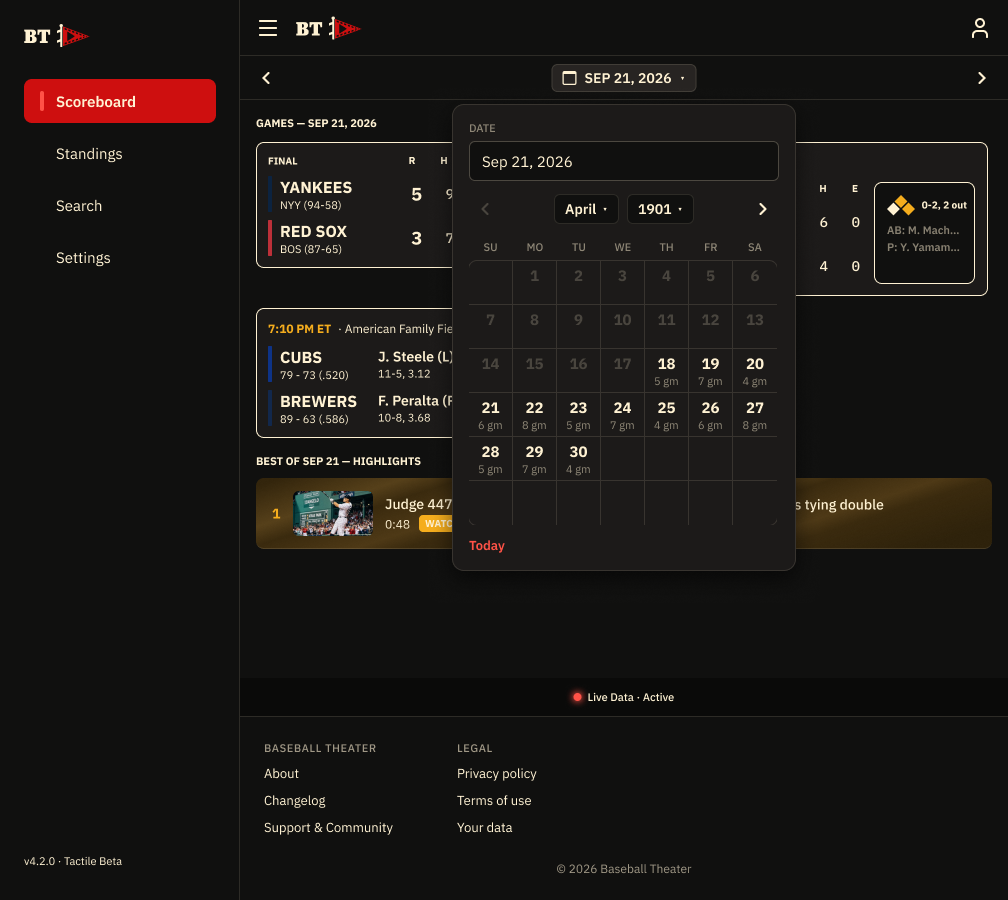 BT
Scoreboard
Standings
Search
Settings
v4.2.0 · Tactile Beta
BT
SEP 21, 2026
GAMES — SEP 21, 2026
FINAL R H
YANKEES 5 9
NYY (94-58)
RED SOX 3 7
BOS (87-65)
H E
6 0
4 0
0-2, 2 out
AB: M. Mach...
P: Y. Yamam...
7:10 PM ET · American Family Fie
CUBS J. Steele (L)
79 - 73 (.520) 11-5, 3.12
BREWERS F. Peralta (R
89 - 63 (.586) 10-8, 3.68
BEST OF SEP 21 — HIGHLIGHTS
1
Judge 447
0:48 WATC
s tying double
DATE
Sep 21, 2026
April 1901
SU MO TU WE TH FR SA
1 2 3 4 5 6
7 8 9 10 11 12 13
14 15 16 17 18 19 20
5 gm 7 gm 4 gm
21 22 23 24 25 26 27
6 gm 8 gm 5 gm 7 gm 4 gm 6 gm 8 gm
28 29 30
5 gm 7 gm 4 gm
Today
Live Data · Active
BASEBALL THEATER
About
Changelog
Support & Community
LEGAL
Privacy policy
Terms of use
Your data
© 2026 Baseball Theater